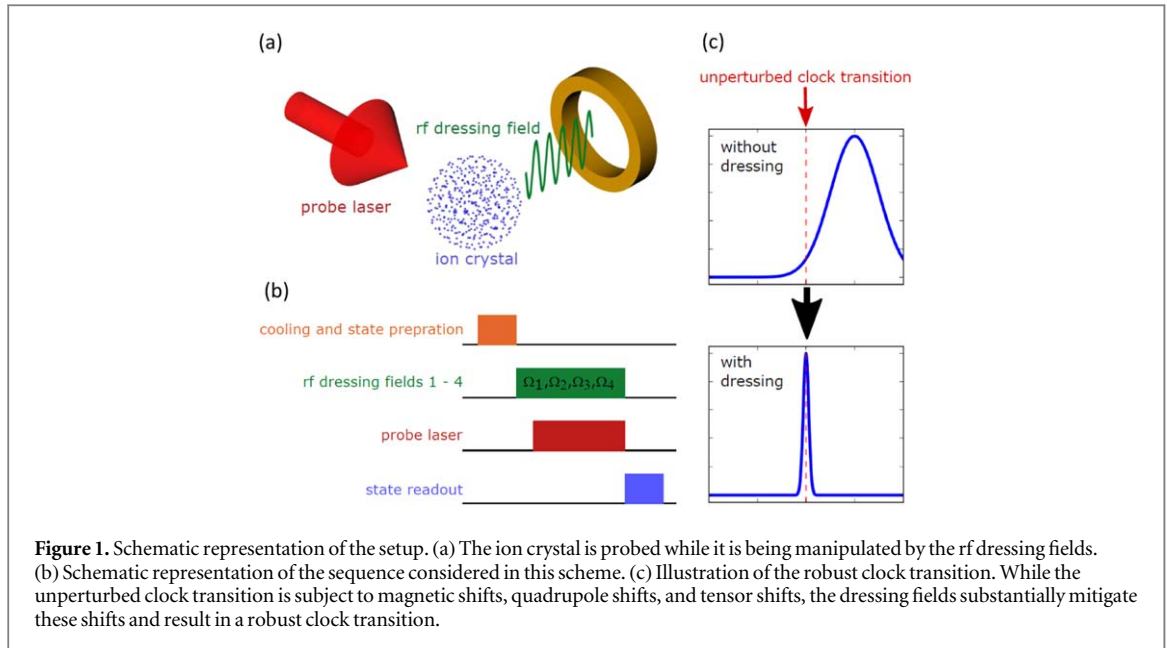 (a)
rf dressing field
probe laser
ion crystal
(b)
cooling and state prepration
rf dressing fields 1 - 4
Ω1,Ω2,Ω3,Ω4
probe laser
state readout
(c)
unperturbed clock transition
without
dressing
with
dressing
Figure 1. Schematic representation of the setup. (a) The ion crystal is probed while it is being manipulated by the rf dressing fields.
(b) Schematic representation of the sequence considered in this scheme. (c) Illustration of the robust clock transition. While the
unperturbed clock transition is subject to magnetic shifts, quadrupole shifts, and tensor shifts, the dressing fields substantially mitigate
these shifts and result in a robust clock transition.